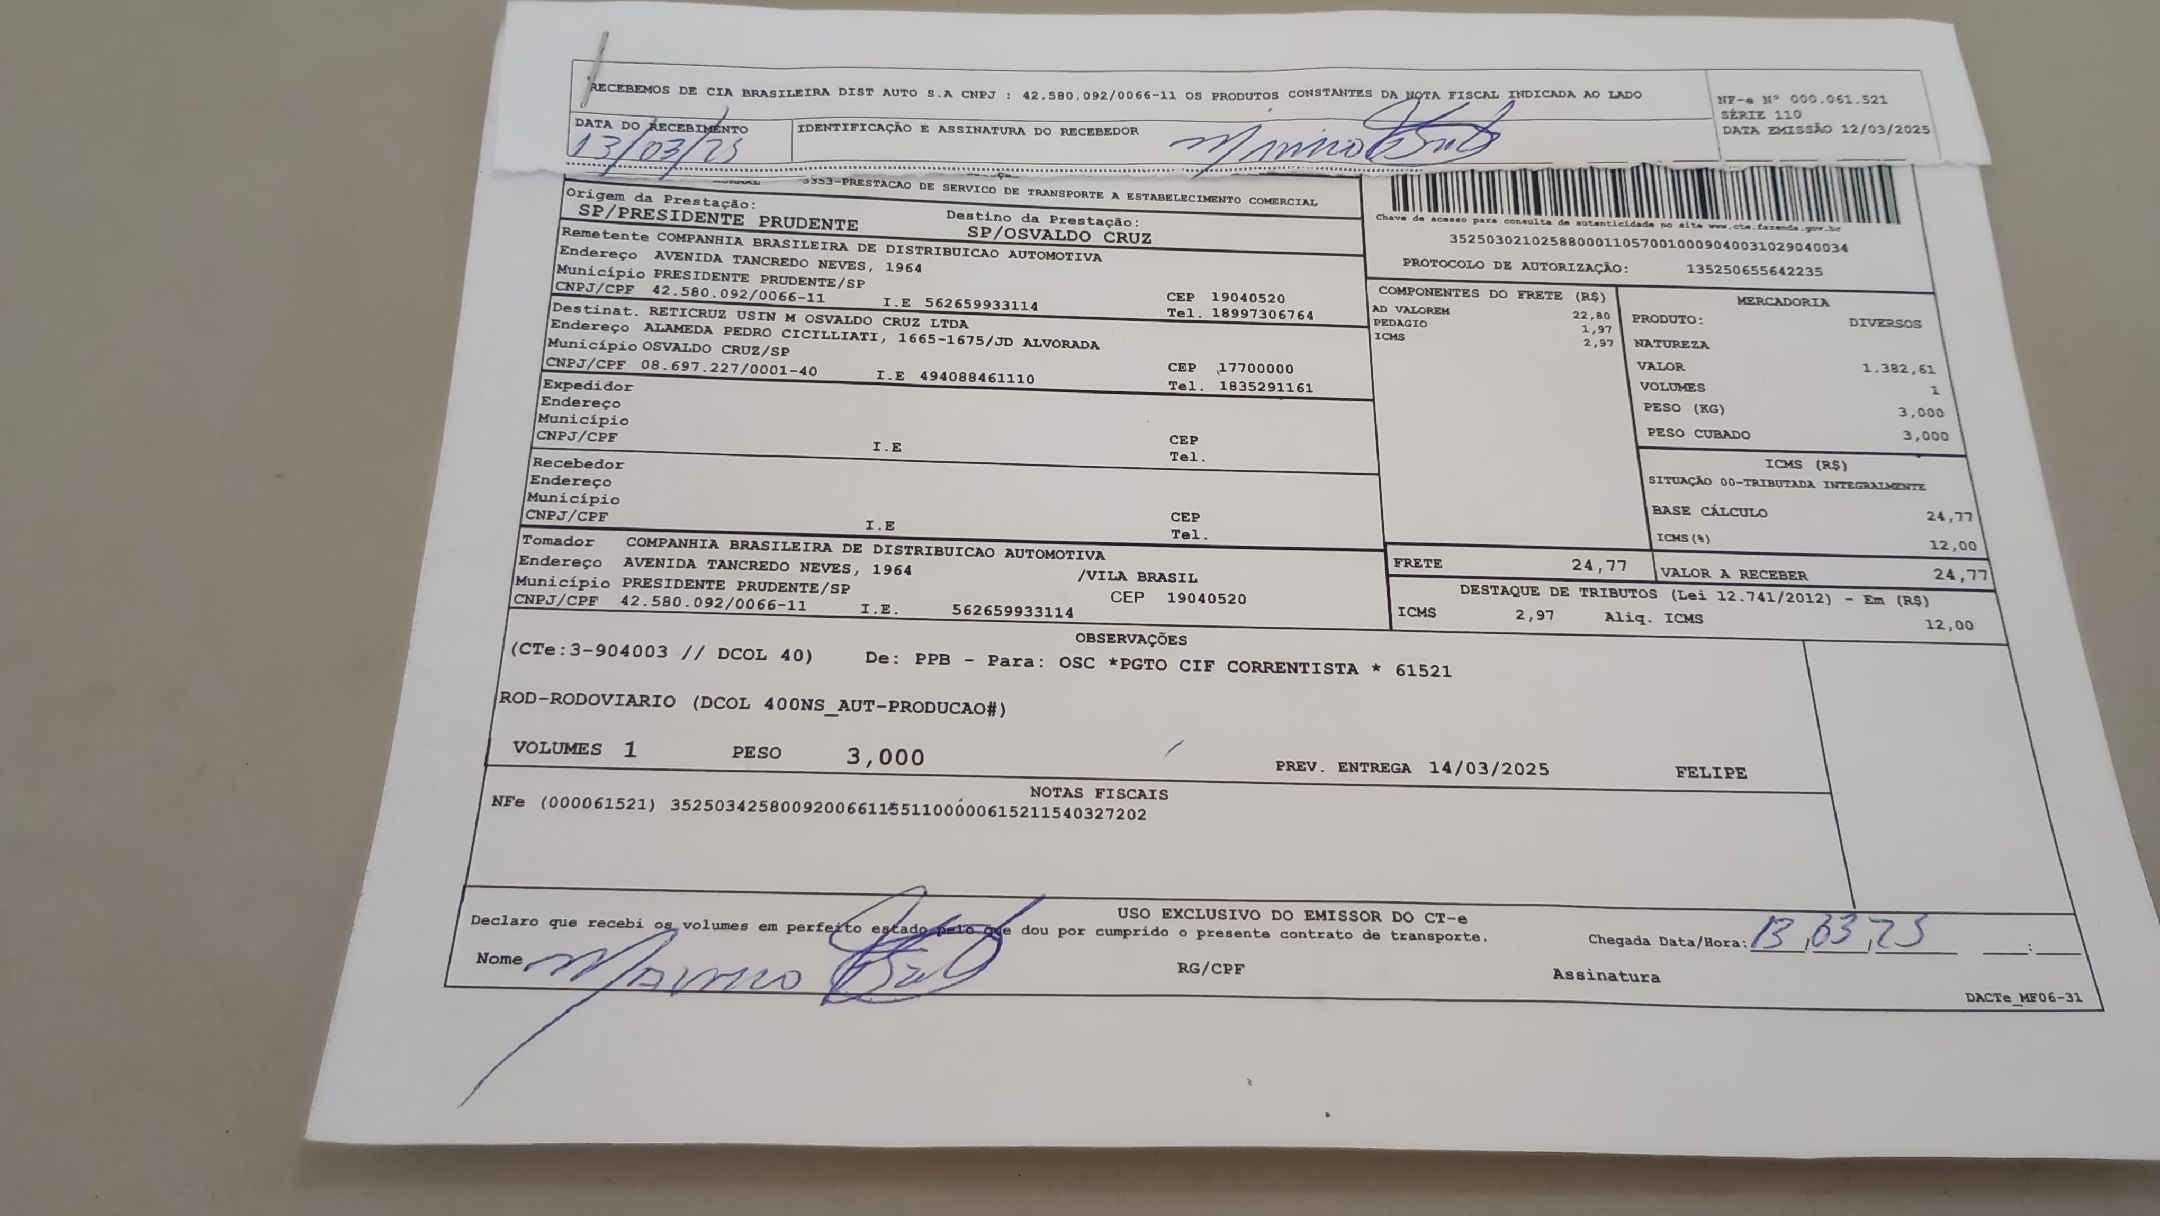 RECEBEMOS DE CIA BRASILEIRA DIST AUTO S.A CNPJ : 42.580.092/0066-11 OS PRODUTOS CONSTANTES DA NOTA FISCAL INDICADA AO LADO
NF-e Nº 000.061.521
SÉRIE 110
DATA EMISSÃO 12/03/2025
DATA DO RECEBIMENTO
IDENTIFICAÇÃO E ASSINATURA DO RECEBEDOR
13/03/25
5353-PRESTACAO DE SERVICO DE TRANSPORTE A ESTABELECIMENTO COMERCIAL
Origem da Prestação:
SP/PRESIDENTE PRUDENTE
Destino da Prestação:
SP/OSVALDO CRUZ
Remetente COMPANHIA BRASILEIRA DE DISTRIBUICAO AUTOMOTIVA
Endereço AVENIDA TANCREDO NEVES, 1964
Município PRESIDENTE PRUDENTE/SP
CEP 19040520
CNPJ/CPF 42.580.092/0066-11 I.E 562659933114 Tel. 18997306764
Destinat. RETICRUZ USIN M OSVALDO CRUZ LTDA
Endereço ALAMEDA PEDRO CICILLIATI, 1665-1675/JD ALVORADA
Município OSVALDO CRUZ/SP CEP 17700000
CNPJ/CPF 08.697.227/0001-40 I.E 494088461110 Tel. 1835291161
Expedidor
Endereço
Município CEP
CNPJ/CPF I.E Tel.
Recebedor
Endereço
Município CEP
CNPJ/CPF I.E Tel.
Tomador COMPANHIA BRASILEIRA DE DISTRIBUICAO AUTOMOTIVA
Endereço AVENIDA TANCREDO NEVES, 1964 /VILA BRASIL
Município PRESIDENTE PRUDENTE/SP CEP 19040520
CNPJ/CPF 42.580.092/0066-11 I.E. 562659933114
Chave de acesso para consulta de autenticidade no site www.cte.fazenda.gov.br
35250302102588000110570010009040031029040034
PROTOCOLO DE AUTORIZAÇÃO: 135250655642235
COMPONENTES DO FRETE (R$)
AD VALOREM 22,80
PEDAGIO 1,97
ICMS 2,97
MERCADORIA
PRODUTO: DIVERSOS
NATUREZA
VALOR 1.382,61
VOLUMES 1
PESO (KG) 3,000
PESO CUBADO 3,000
ICMS (R$)
SITUAÇÃO 00-TRIBUTADA INTEGRALMENTE
BASE CÁLCULO 24,77
ICMS(%) 12,00
FRETE 24,77 VALOR A RECEBER 24,77
DESTAQUE DE TRIBUTOS (Lei 12.741/2012) - Em (R$)
ICMS 2,97 Aliq. ICMS 12,00
OBSERVAÇÕES
(CTe:3-904003 // DCOL 40) De: PPB - Para: OSC *PGTO CIF CORRENTISTA * 61521
ROD-RODOVIARIO (DCOL 400NS_AUT-PRODUCAO#)
VOLUMES 1 PESO 3,000 PREV. ENTREGA 14/03/2025 FELIPE
NOTAS FISCAIS
NFe (000061521) 35250342580092006611551100000615211540327202
USO EXCLUSIVO DO EMISSOR DO CT-e
Declaro que recebi os volumes em perfeito estado pelo que dou por cumprido o presente contrato de transporte.
Chegada Data/Hora: 13,03,25 :
Nome RG/CPF Assinatura
DACTe_MF06-31